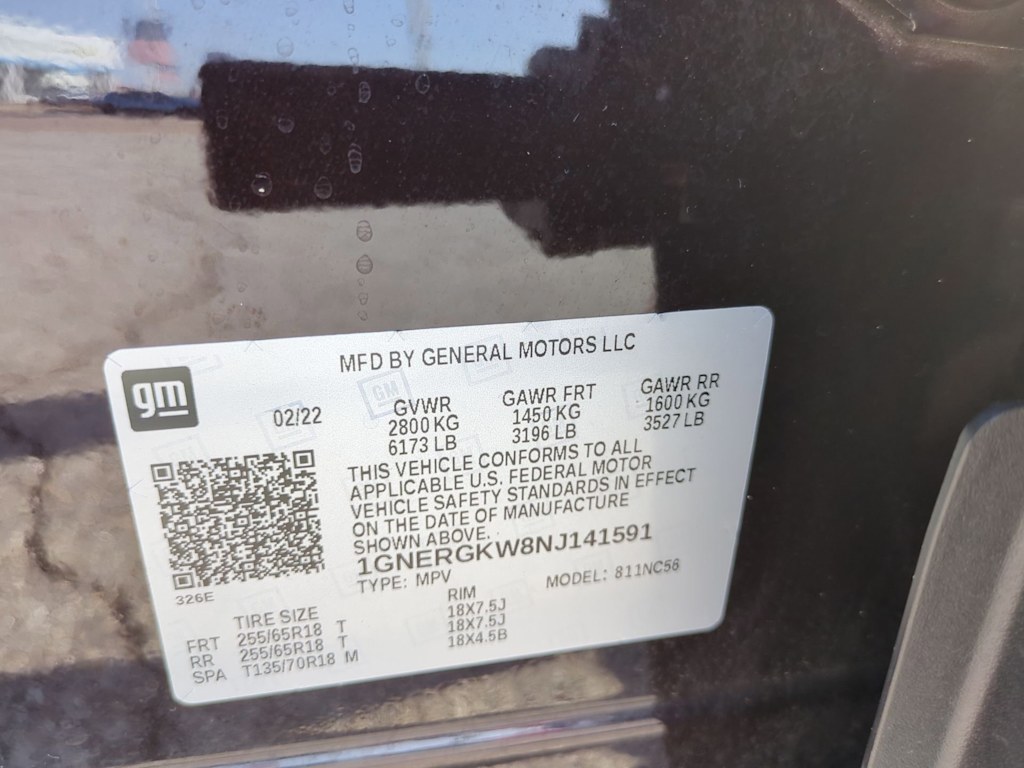 MFD BY GENERAL MOTORS LLC
gm
02/22
GVWR
2800 KG
6173 LB
GAWR FRT
1450 KG
3196 LB
GAWR RR
1600 KG
3527 LB
THIS VEHICLE CONFORMS TO ALL
APPLICABLE U.S. FEDERAL MOTOR
VEHICLE SAFETY STANDARDS IN EFFECT
ON THE DATE OF MANUFACTURE
SHOWN ABOVE.
1GNERGKW8NJ141591
TYPE: MPV MODEL: 811NC56
326E
TIRE SIZE RIM
FRT 255/65R18 T 18X7.5J
RR 255/65R18 T 18X7.5J
SPA T135/70R18 M 18X4.5B
GM